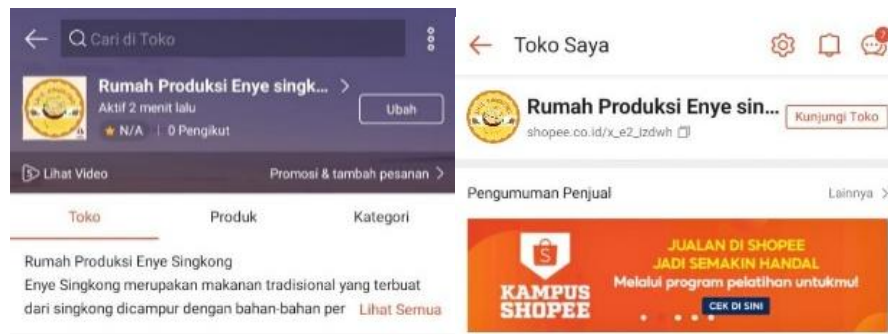 Cari di Toko
Rumah Produksi Enye singk... >
Aktif 2 menit lalu
N/A | 0 Pengikut
Ubah
Lihat Video
Promosi & tambah pesanan >
Toko Produk Kategori
Rumah Produksi Enye Singkong
Enye Singkong merupakan makanan tradisional yang terbuat
dari singkong dicampur dengan bahan-bahan per Lihat Semua
Toko Saya
7
Rumah Produksi Enye sin...
shopee.co.id/x_e2_izdwh
Kunjungi Toko
Pengumuman Penjual
Lainnya >
KAMPUS
SHOPEE
JUALAN DI SHOPEE
JADI SEMAKIN HANDAL
Melalui program pelatihan untukmu!
CEK DI SINI